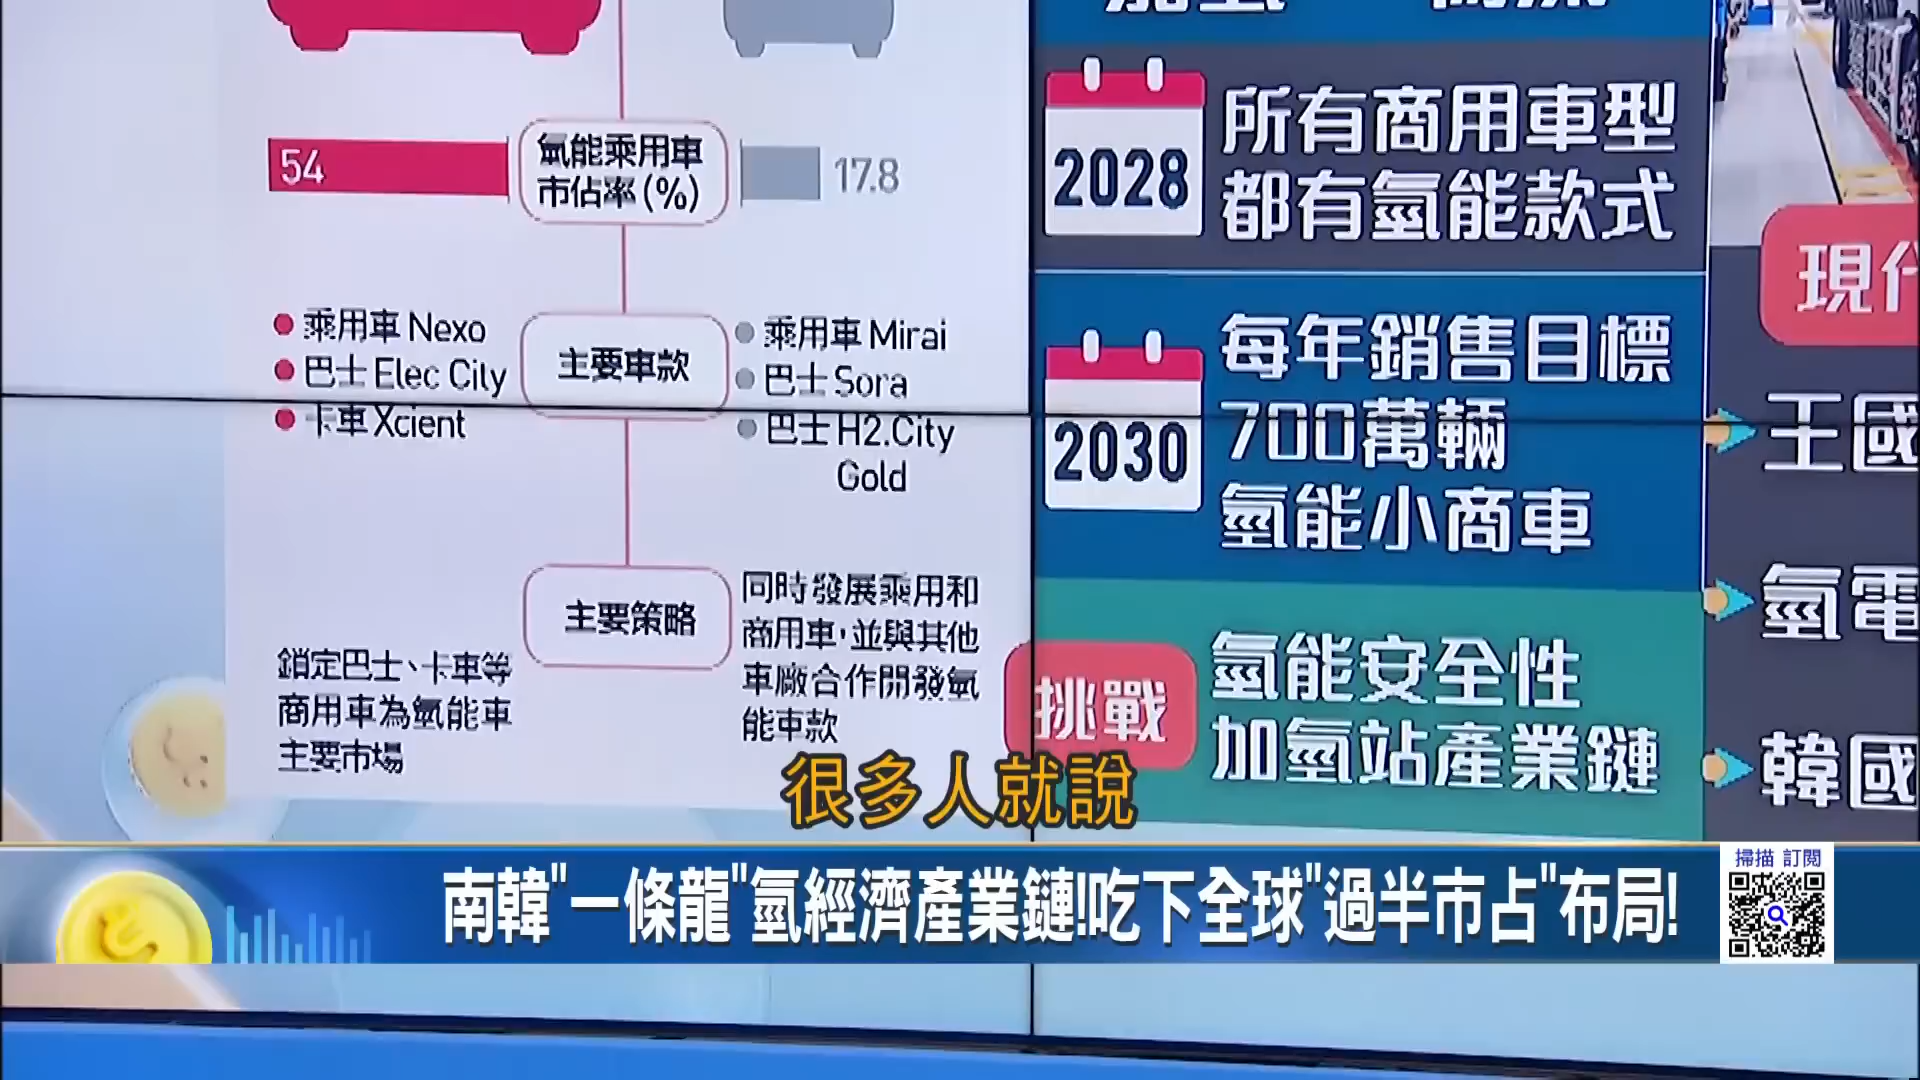 54
氫能乘用車
市佔率(%)
17.8
乘用車 Nexo
巴士 Elec City
卡車 Xcient
主要車款
乘用車 Mirai
巴士 Sora
巴士 H2.City
Gold
主要策略
鎖定巴士、卡車等
商用車為氫能車
主要市場
同時發展乘用和
商用車,並與其他
車廠合作開發氫
能車款
2028
所有商用車型
都有氫能款式
2030
每年銷售目標
700萬輛
氫能小商車
挑戰
氫能安全性
加氫站產業鏈
現代
王國
氫電
韓國
很多人就說
南韓"一條龍"氫經濟產業鏈!吃下全球"過半市占"布局!
掃描 訂閱